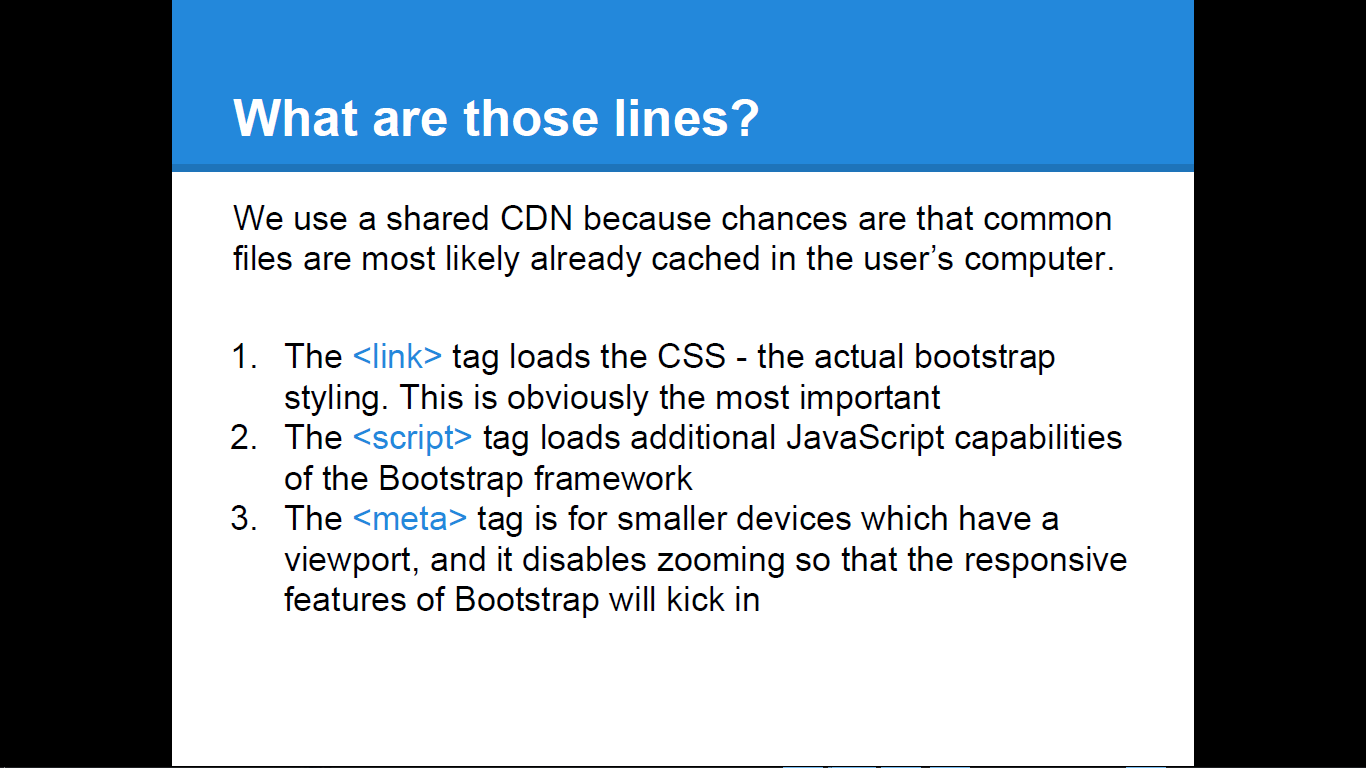 What are those lines?
We use a shared CDN because chances are that common
files are most likely already cached in the user’s computer.
1. The <link> tag loads the CSS - the actual bootstrap
styling. This is obviously the most important
2. The <script> tag loads additional JavaScript capabilities
of the Bootstrap framework
3. The <meta> tag is for smaller devices which have a
viewport, and it disables zooming so that the responsive
features of Bootstrap will kick in